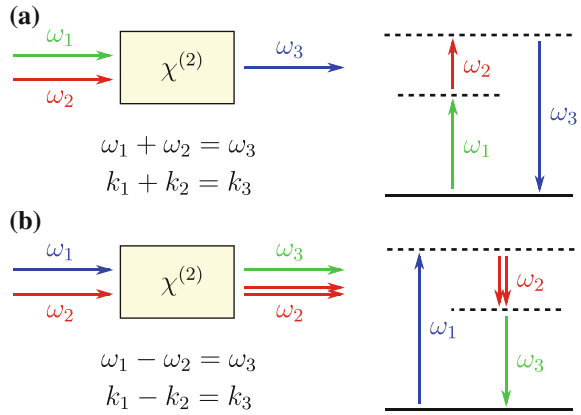 (a)
ω₁
ω₂
χ⁽²⁾
ω₃
ω₁ + ω₂ = ω₃
k₁ + k₂ = k₃
ω₂
ω₁
ω₃
(b)
ω₁
ω₂
χ⁽²⁾
ω₃
ω₂
ω₁ − ω₂ = ω₃
k₁ − k₂ = k₃
ω₁
ω₂
ω₃